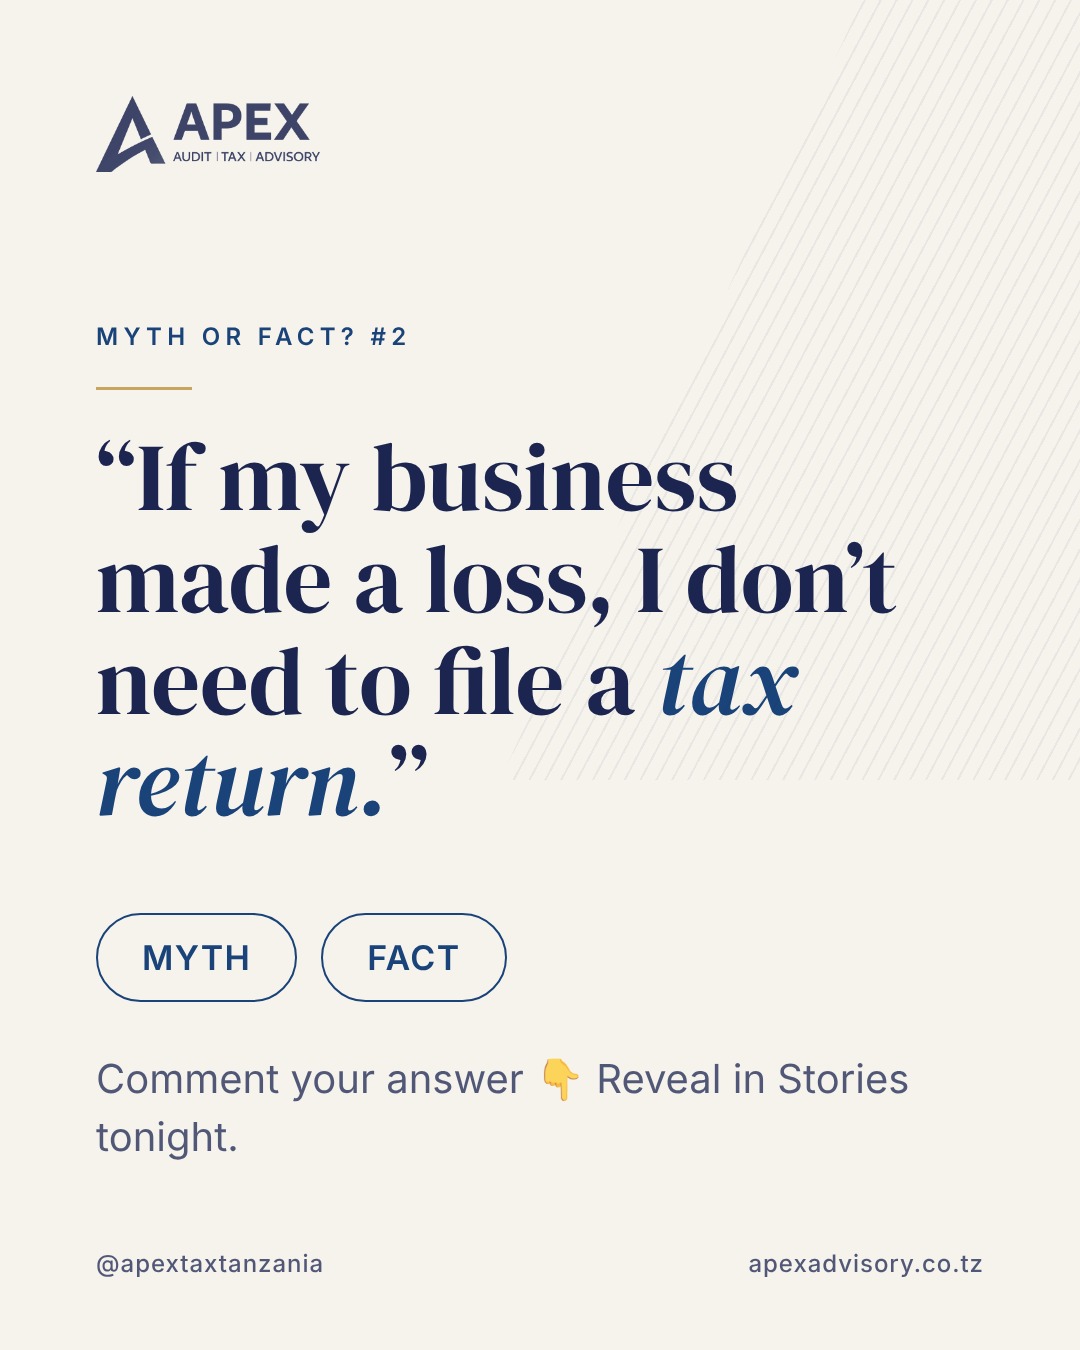 APEX
AUDIT | TAX | ADVISORY
MYTH OR FACT? #2
“If my business
made a loss, I don’t
need to file a tax
return.”
MYTH FACT
Comment your answer 👇 Reveal in Stories
tonight.
@apextaxtanzania apexadvisory.co.tz